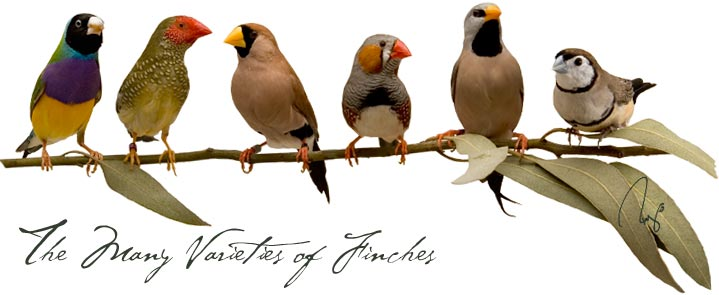 The Many Varieties of Finches